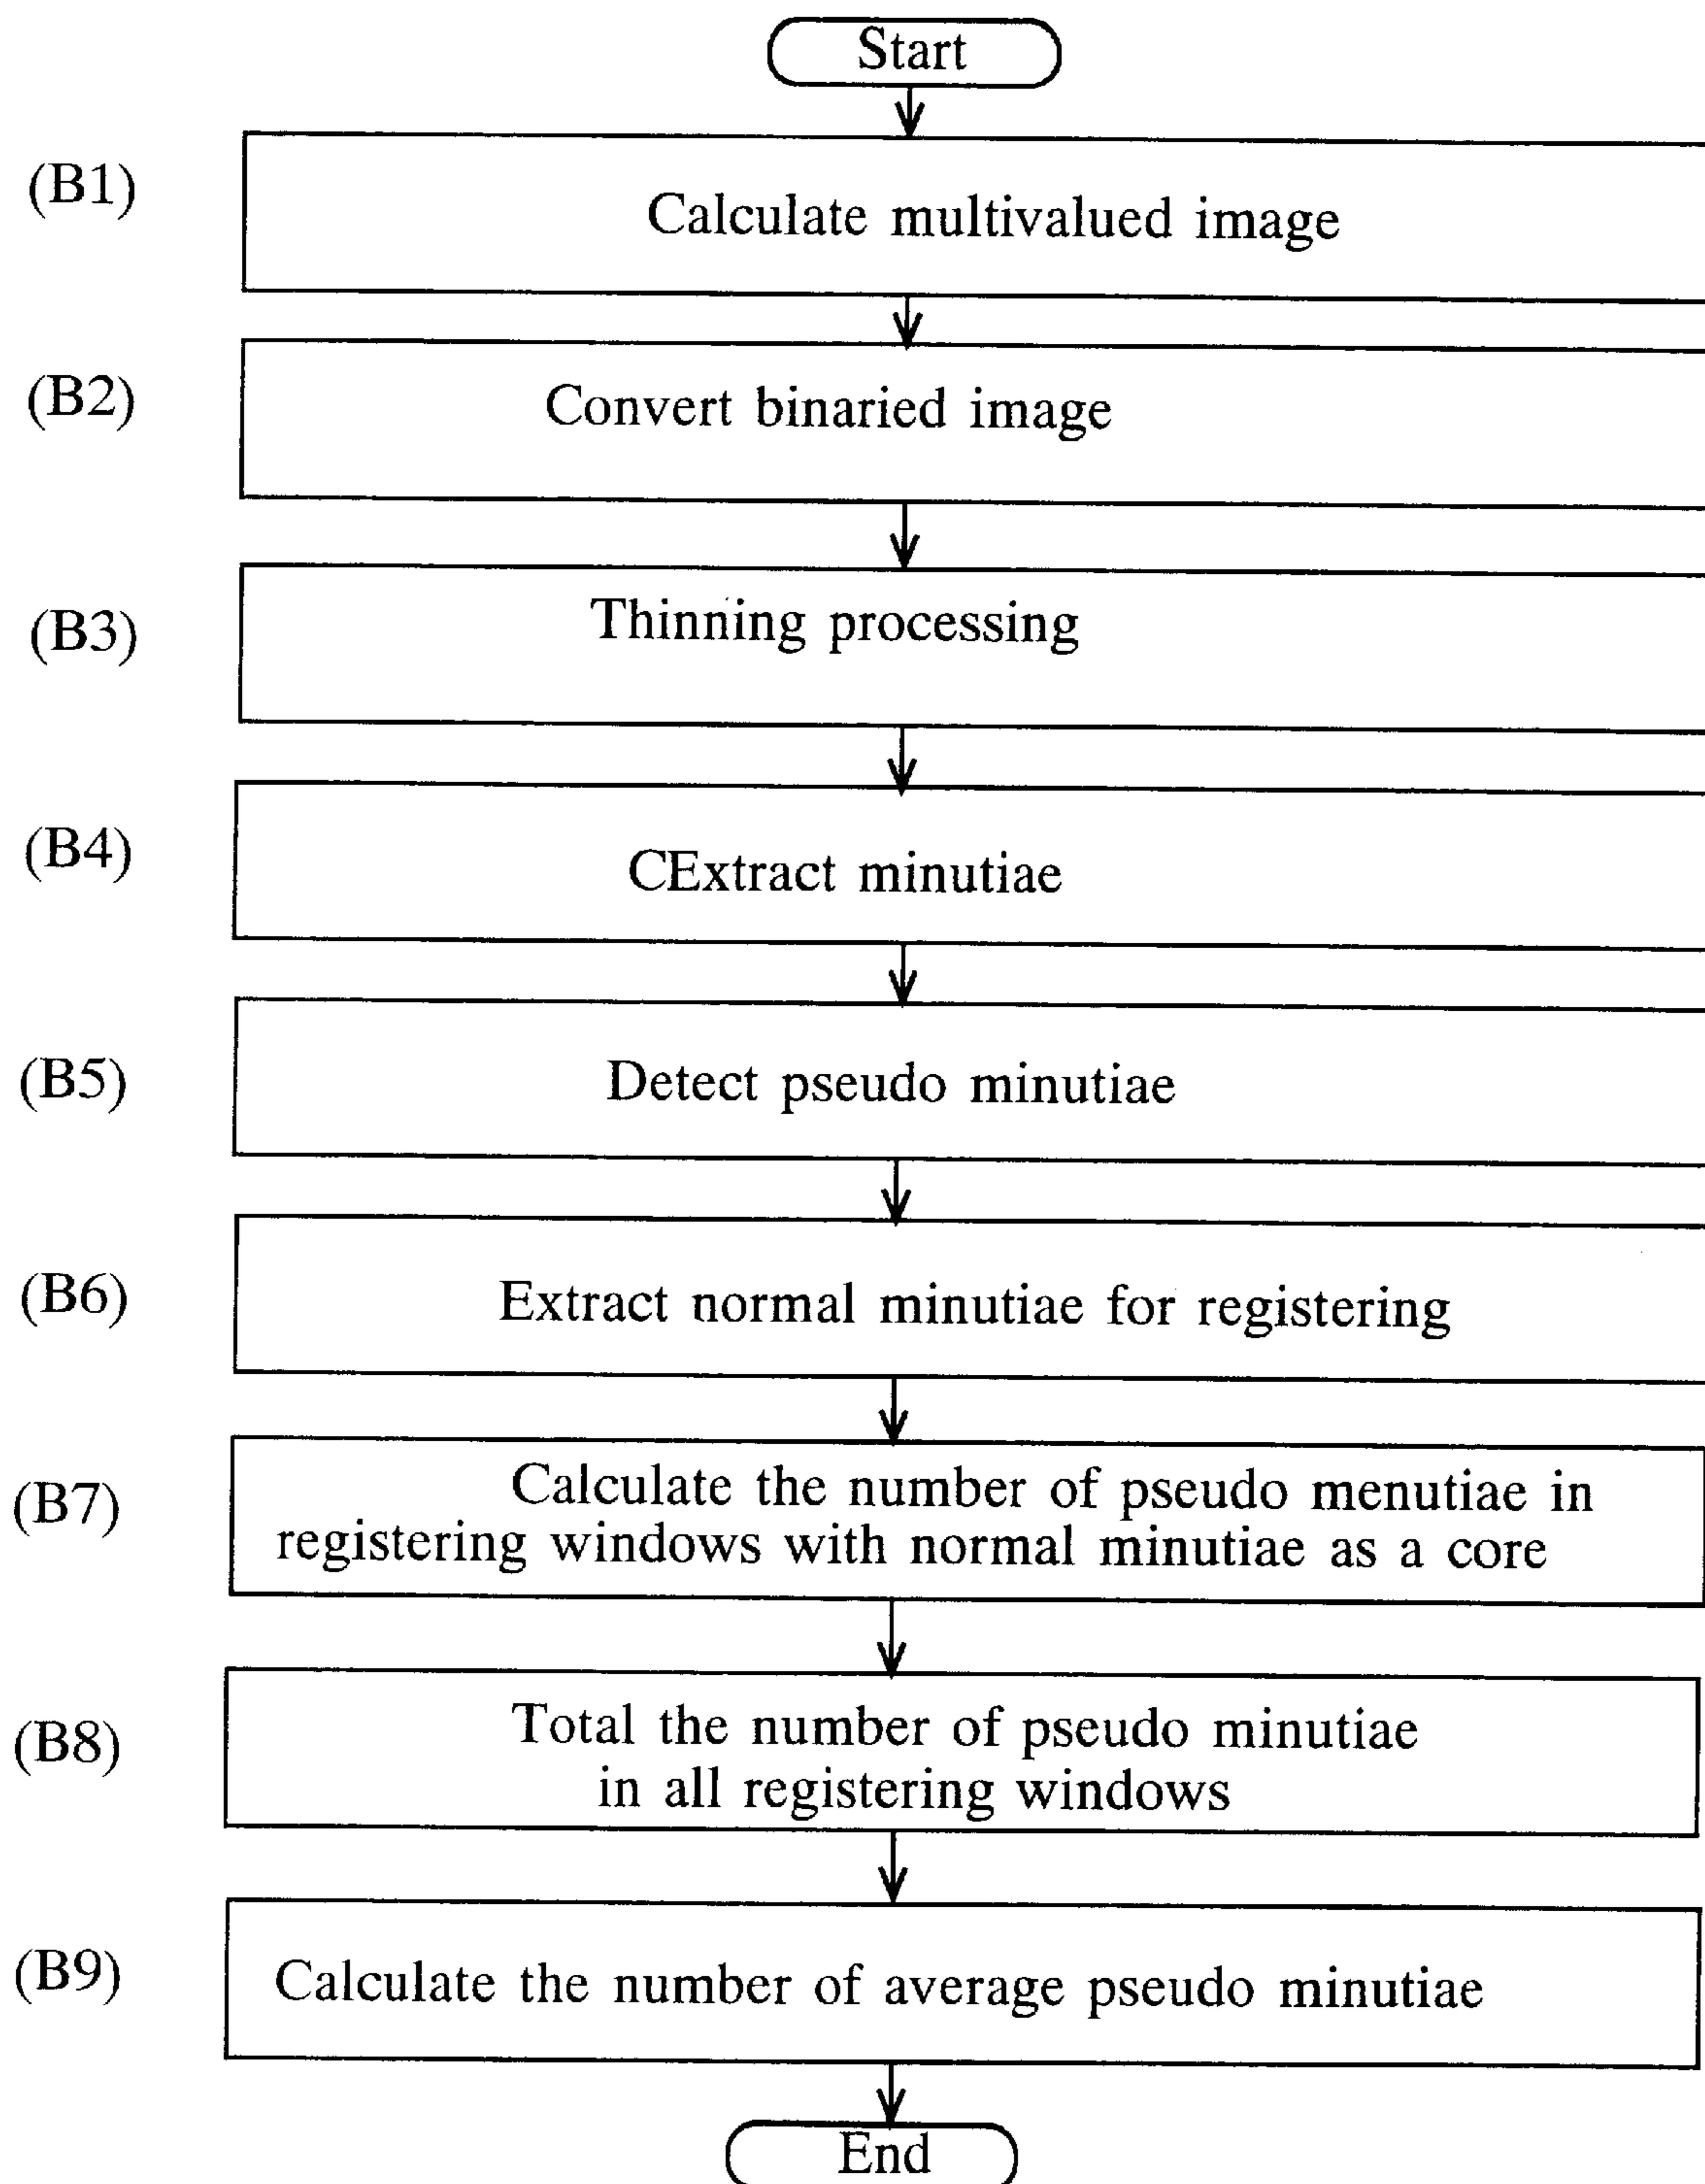 Start
(B1)
Calculate multivalued image
(B2)
Convert binaried image
(B3)
Thinning processing
(B4)
CExtract minutiae
(B5)
Detect pseudo minutiae
(B6)
Extract normal minutiae for registering
(B7)
Calculate the number of pseudo menutiae in
registering windows with normal minutiae as a core
(B8)
Total the number of pseudo minutiae
in all registering windows
(B9)
Calculate the number of average pseudo minutiae
End